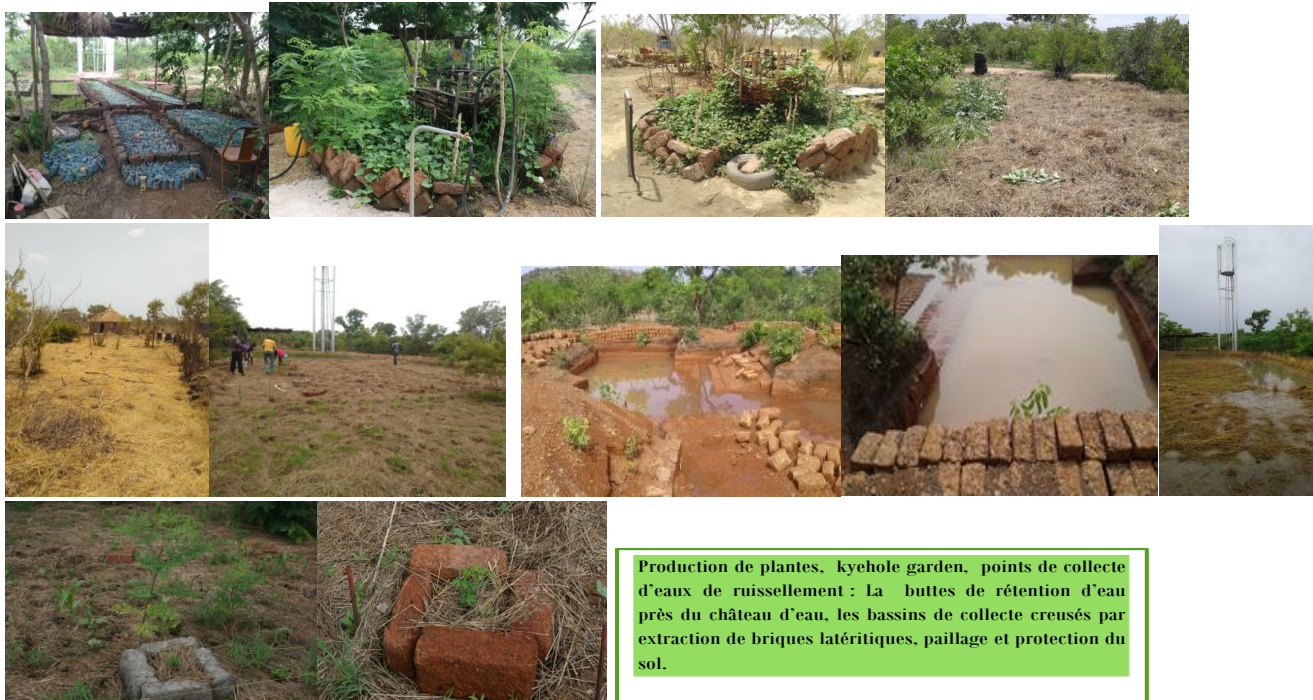 Production de plantes, kyehole garden, points de collecte
d'eaux de ruissellement : La buttes de rétention d'eau
près du château d'eau, les bassins de collecte creusés par
extraction de briques latéritiques, paillage et protection du
sol.